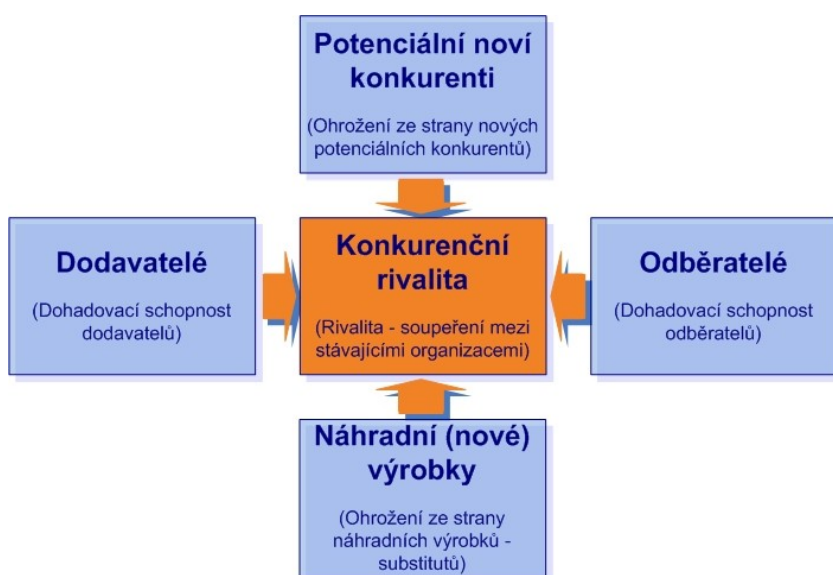 Potenciální noví
konkurenti
(Ohrožení ze strany nových
potenciálních konkurentů)
Dodavatelé
(Dohadovací schopnost
dodavatelů)
Konkurenční
rivalita
(Rivalita - soupeření mezi
stávajícími organizacemi)
Odběratelé
(Dohadovací schopnost
odběratelů)
Náhradní (nové)
výrobky
(Ohrožení ze strany
náhradních výrobků -
substitutů)